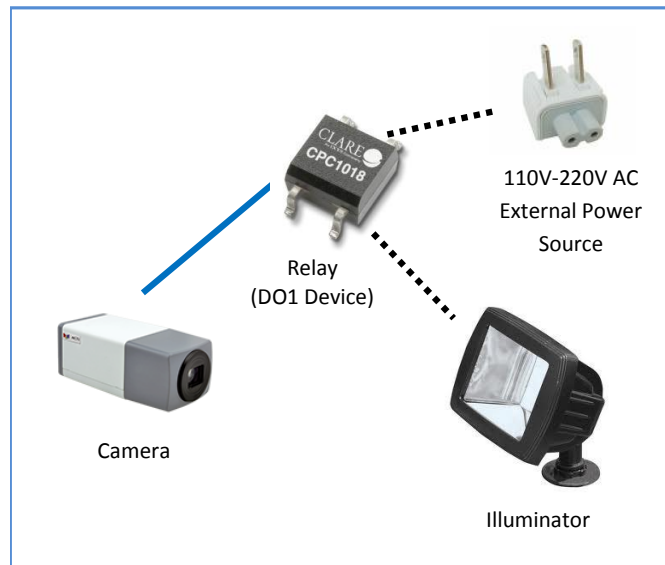 CLARE
CPC1018
110V-220V AC
External Power
Source
Relay
(DO1 Device)
Camera
Illuminator